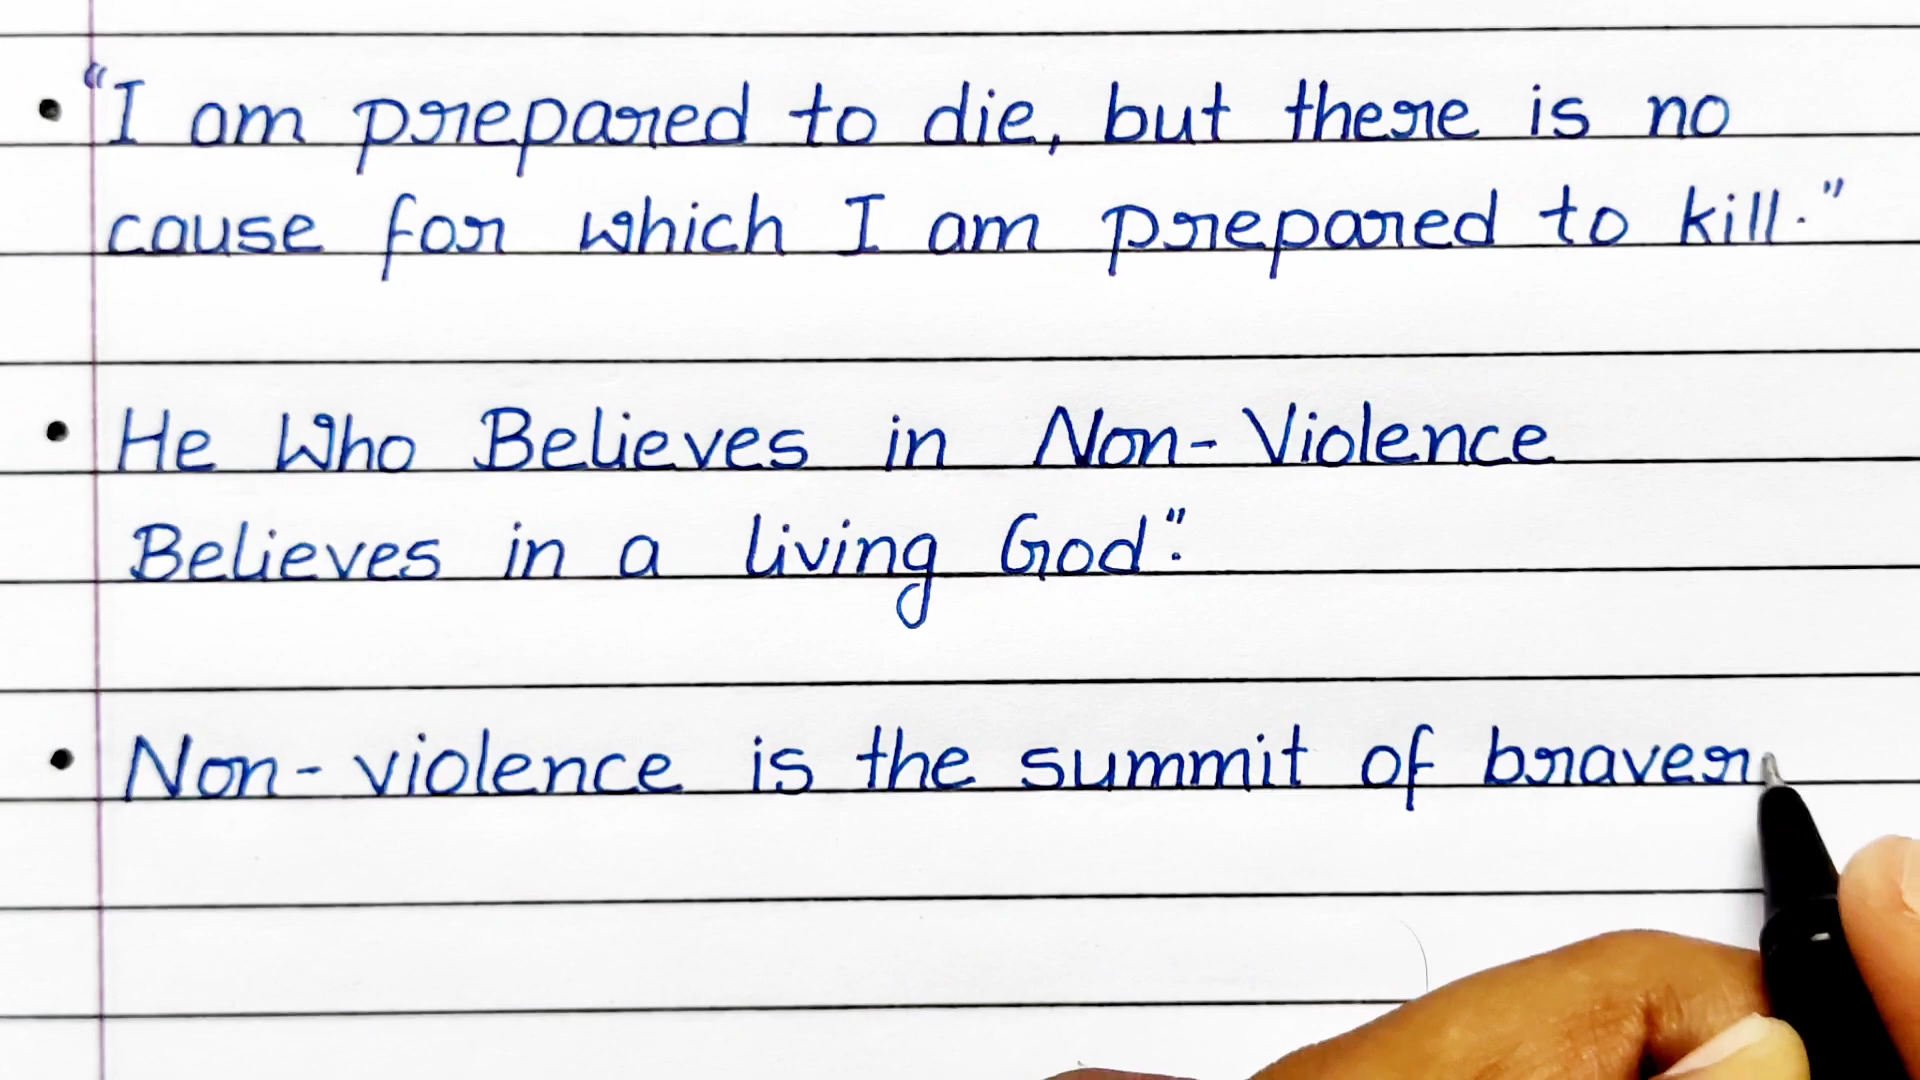 • "I am prepared to die, but there is no
cause for which I am prepared to kill."
• He Who Believes in Non-Violence
Believes in a living God".
• Non-violence is the summit of braver